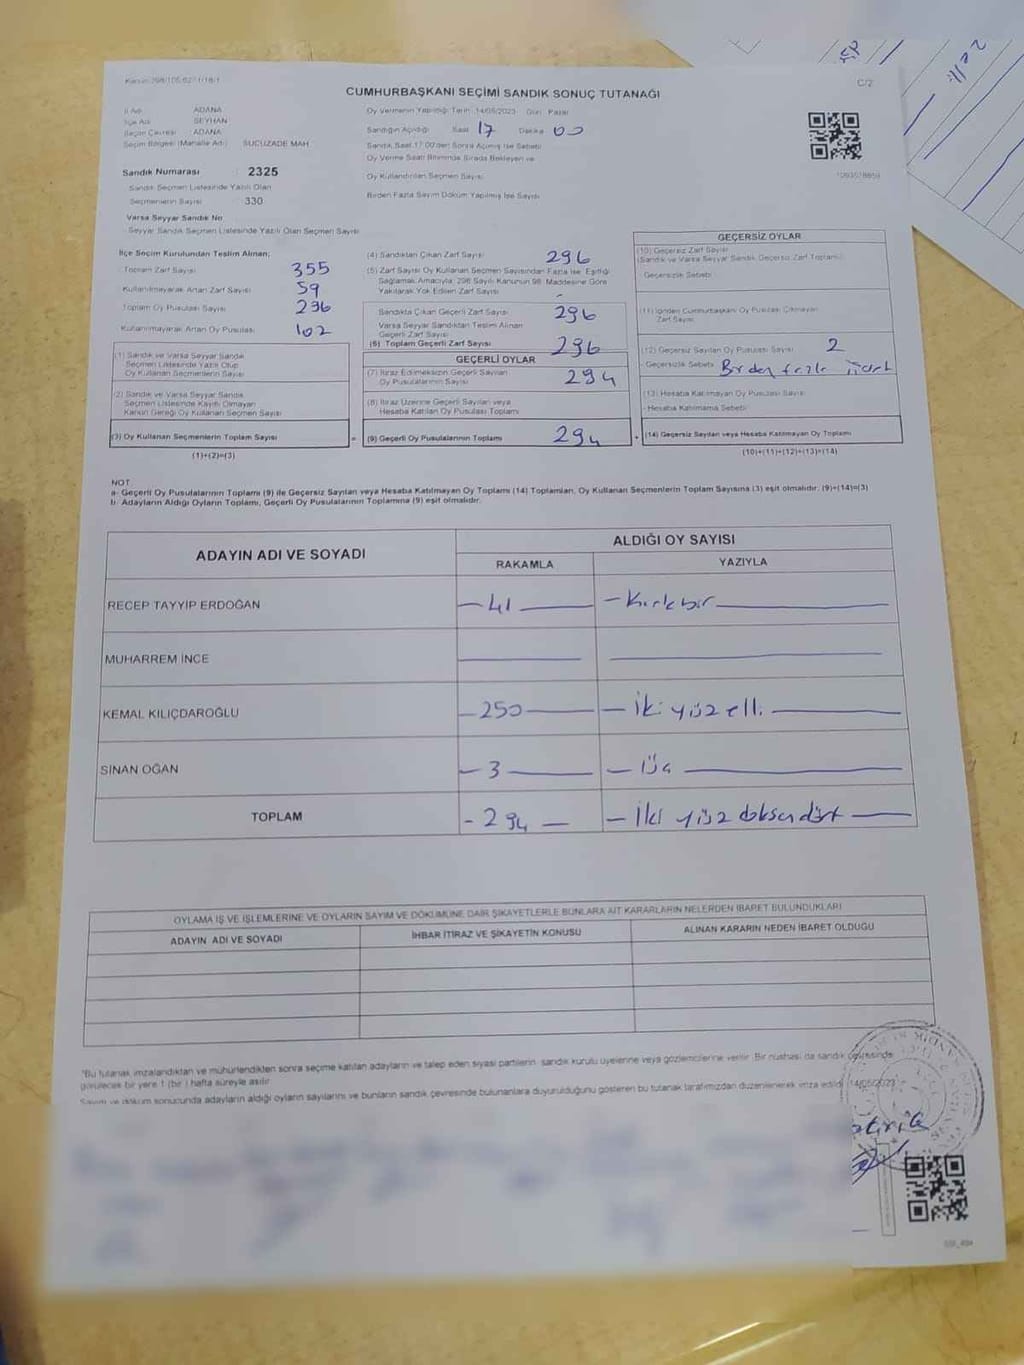 Kanun 298/105,6271/18/1
C/2
CUMHURBAŞKANI SEÇİMİ SANDIK SONUÇ TUTANAĞI
İl Adı : ADANA
İlçe Adı : SEYHAN
Seçim Çevresi : ADANA
Seçim Bölgesi (Mahalle Adı) : SUCUZADE MAH.
Oy Vermenin Yapıldığı Tarih: 14/05/2023 Gün: Pazar
Sandığın Açıldığı Saat 17 Dakika 00
Sandık Saat 17:00'den Sonra Açılmış İse Sebebi
Oy Verme Saati Bitiminde Sırada Bekleyen ve
Oy Kullandırılan Seçmen Sayısı
Birden Fazla Sayım Döküm Yapılmış İse Sayısı
Sandık Numarası : 2325
Sandık Seçmen Listesinde Yazılı Olan
Seçmenlerin Sayısı : 330
Varsa Seyyar Sandık No
Seyyar Sandık Seçmen Listesinde Yazılı Olan Seçmen Sayısı
İlçe Seçim Kurulundan Teslim Alınan;
Toplam Zarf Sayısı 355
Kullanılmayarak Artan Zarf Sayısı 59
Toplam Oy Pusulası Sayısı
Kullanılmayarak Artan Oy Pusulası 102
(1) Sandık ve Varsa Seyyar Sandık
Seçmen Listesinde Yazılı Olup
Oy Kullanan Seçmenlerin Sayısı
(2) Sandık ve Varsa Seyyar Sandık
Seçmen Listesinde Kayıtlı Olmayan
Kanun Gereği Oy Kullanan Seçmen Sayısı
(3) Oy Kullanan Seçmenlerin Toplam Sayısı =
(1)+(2)=(3)
(4) Sandıktan Çıkan Zarf Sayısı 296
(5) Zarf Sayısı Oy Kullanan Seçmen Sayısından Fazla İse, Eşitliği
Sağlamak Amacıyla; 298 Sayılı Kanunun 98. Maddesine Göre
Yakılarak Yok Edilen Zarf Sayısı -
Sandıkta Çıkan Geçerli Zarf Sayısı 296
Varsa Seyyar Sandıktan Teslim Alınan
Geçerli Zarf Sayısı
(6) Toplam Geçerli Zarf Sayısı 296
GEÇERLİ OYLAR
(7) İtiraz Edilmeksizin Geçerli Sayılan
Oy Pusulalarının Sayısı 294
(8) İtiraz Üzerine Geçerli Sayılan veya
Hesaba Katılan Oy Pusulası Toplamı
(9) Geçerli Oy Pusulalarının Toplamı 294 +
GEÇERSİZ OYLAR
(10) Geçersiz Zarf Sayısı
(Sandık ve Varsa Seyyar Sandık Geçersiz Zarf Toplamı)
- Geçersizlik Sebebi
(11) İçinden Cumhurbaşkanı Oy Pusulası Çıkmayan
Zarf Sayısı
(12) Geçersiz Sayılan Oy Pusulası Sayısı 2
- Geçersizlik Sebebi Birden fazla
(13) Hesaba Katılmayan Oy Pusulası Sayısı
- Hesaba Katılmama Sebebi
(14) Geçersiz Sayılan veya Hesaba Katılmayan Oy Toplamı
(10)+(11)+(12)+(13)=(14)
NOT
a- Geçerli Oy Pusulalarının Toplamı (9) ile Geçersiz Sayılan veya Hesaba Katılmayan Oy Toplamı (14) Toplamları, Oy Kullanan Seçmenlerin Toplam Sayısına (3) eşit olmalıdır. (9)+(14)=(3)
b- Adayların Aldığı Oyların Toplamı, Geçerli Oy Pusulalarının Toplamına (9) eşit olmalıdır.
ADAYIN ADI VE SOYADI
ALDIĞI OY SAYISI
RAKAMLA YAZIYLA
RECEP TAYYIP ERDOĞAN - 41 - - Kırkbir -
MUHARREM İNCE
KEMAL KILIÇDAROĞLU - 250 - - İki yüz elli -
SİNAN OĞAN - 3 - - Üç -
TOPLAM - 294 - - İki yüz doksan dört -
OYLAMA İŞ VE İŞLEMLERİNE VE OYLARIN SAYIM VE DÖKÜMÜNE DAİR ŞİKAYETLERLE BUNLARA AİT KARARLARIN NELERDEN İBARET BULUNDUKLARI
ADAYIN ADI VE SOYADI İHBAR İTİRAZ VE ŞİKAYETİN KONUSU ALINAN KARARIN NEDEN İBARET OLDUĞU
*Bu tutanak imzalandıktan ve mühürlendikten sonra seçime katılan adayların ve talep eden siyasi partilerin sandık kurulu üyelerine veya gözlemcilerine verilir. Bir nüshası da sandık çevresinde
görülecek bir yere 1 (bir) hafta süreyle asılır.
Sayım ve döküm sonucunda adayların aldığı oyların sayılarını ve bunların sandık çevresinde bulunanlara duyurulduğunu gösteren bu tutanak tarafımızdan düzenlenerek imza edildi. 14/05/2023